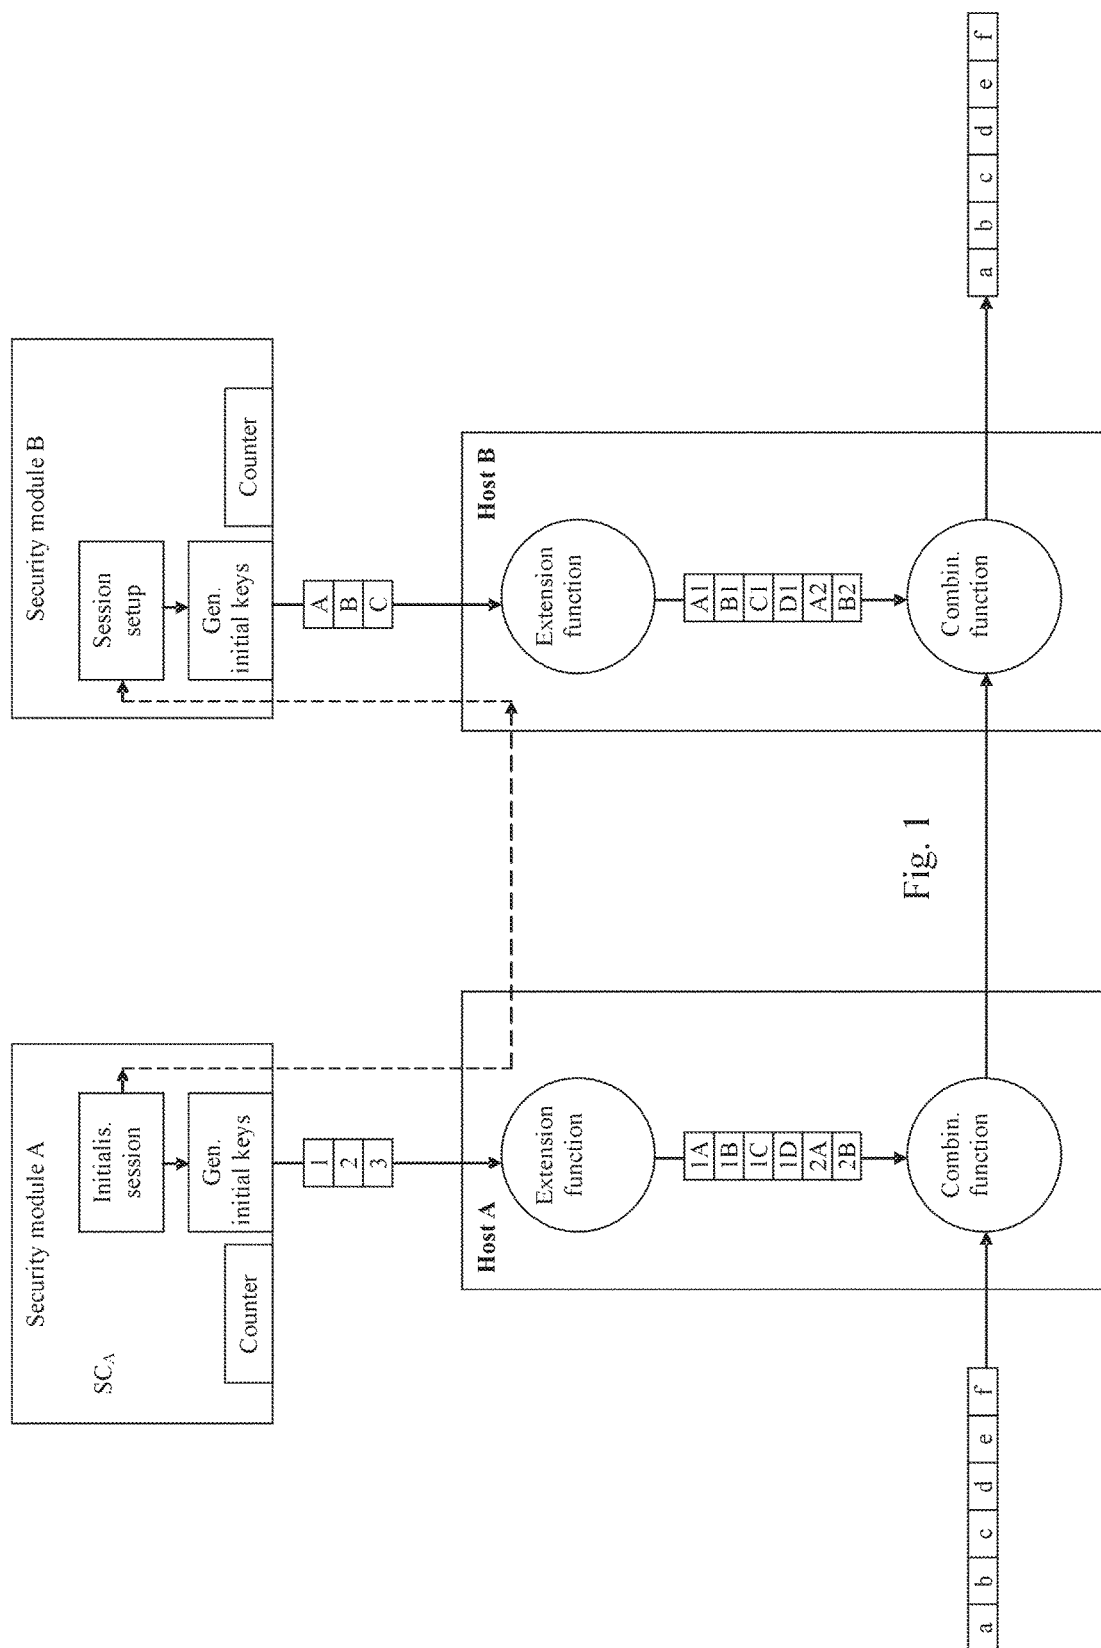 Security module A
SC_A
Initialis.
session
Gen.
initial keys
Counter
1
2
3
Host A
Extension
function
1A
1B
1C
1D
2A
2B
Combin.
function
a b c d e f
Security module B
Session
setup
Gen.
initial keys
Counter
A
B
C
Host B
Extension
function
A1
B1
C1
D1
A2
B2
Combin.
function
a b c d e f
Fig. 1